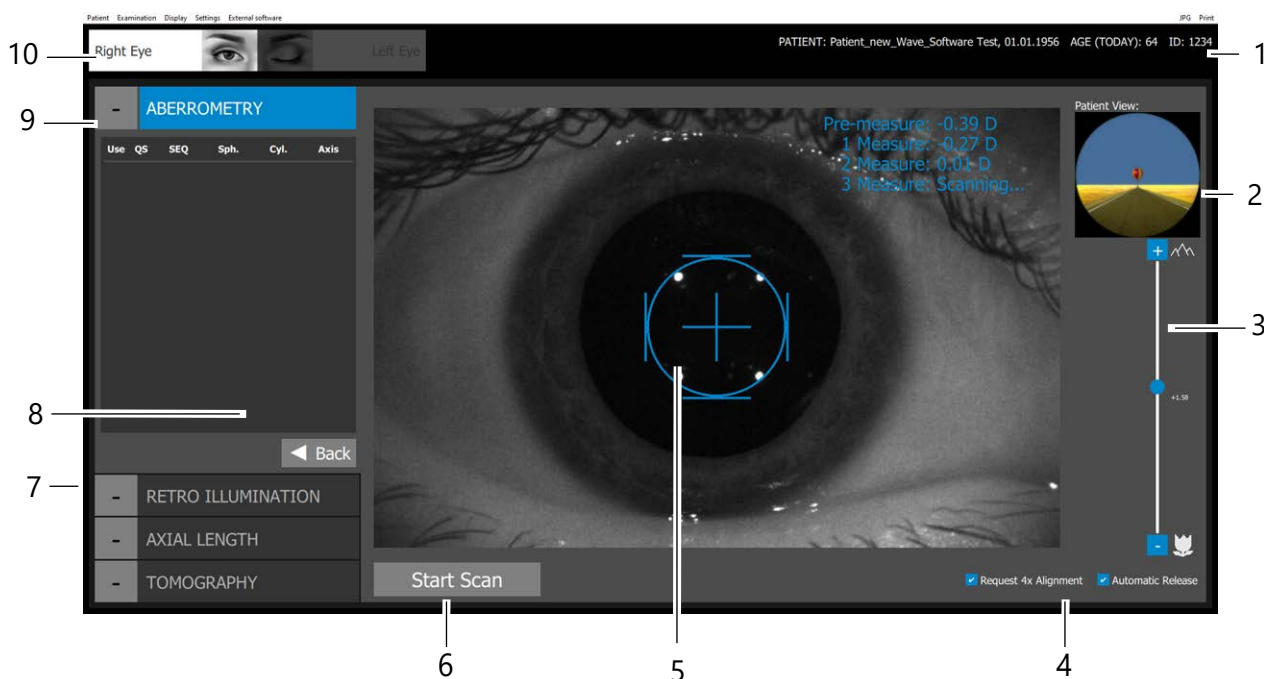 Patient Examination Display Settings External software JPG Print
10 Right Eye Left Eye PATIENT: Patient_new_Wave_Software Test, 01.01.1956 AGE (TODAY): 64 ID: 1234 1
- ABERROMETRY
9
Use QS SEQ Sph. Cyl. Axis
Pre-measure: -0.39 D
1 Measure: -0.27 D
2 Measure: 0.01 D
3 Measure: Scanning...
Patient View:
2
+
3
+1.58
-
8
Back
7
- RETRO ILLUMINATION
- AXIAL LENGTH
- TOMOGRAPHY
Start Scan
Request 4x Alignment Automatic Release
6 5 4